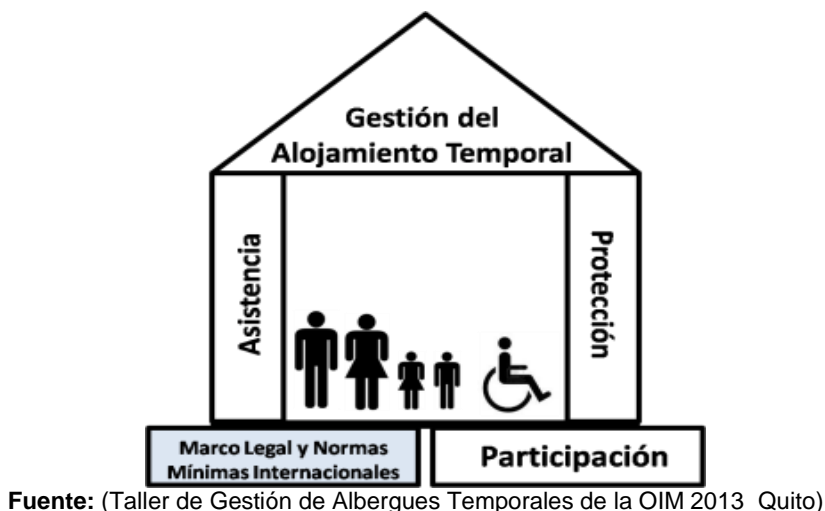 Gestión del
Alojamiento Temporal
Asistencia
Protección
Marco Legal y Normas
Mínimas Internacionales
Participación
Fuente: (Taller de Gestión de Albergues Temporales de la OIM 2013 Quito)